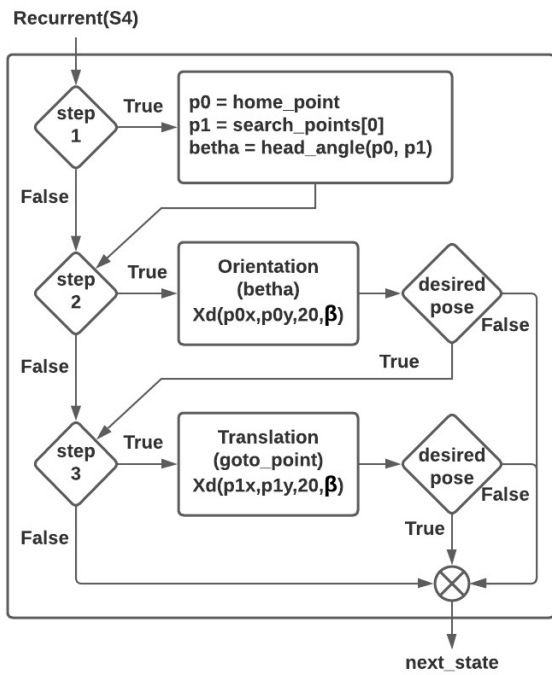 Recurrent(S4)
step
1
True
p0 = home_point
p1 = search_points[0]
betha = head_angle(p0, p1)
False
step
2
True
Orientation
(betha)
Xd(p0x,p0y,20,β)
desired
pose
False
True
False
step
3
True
Translation
(goto_point)
Xd(p1x,p1y,20,β)
desired
pose
False
True
False
next_state